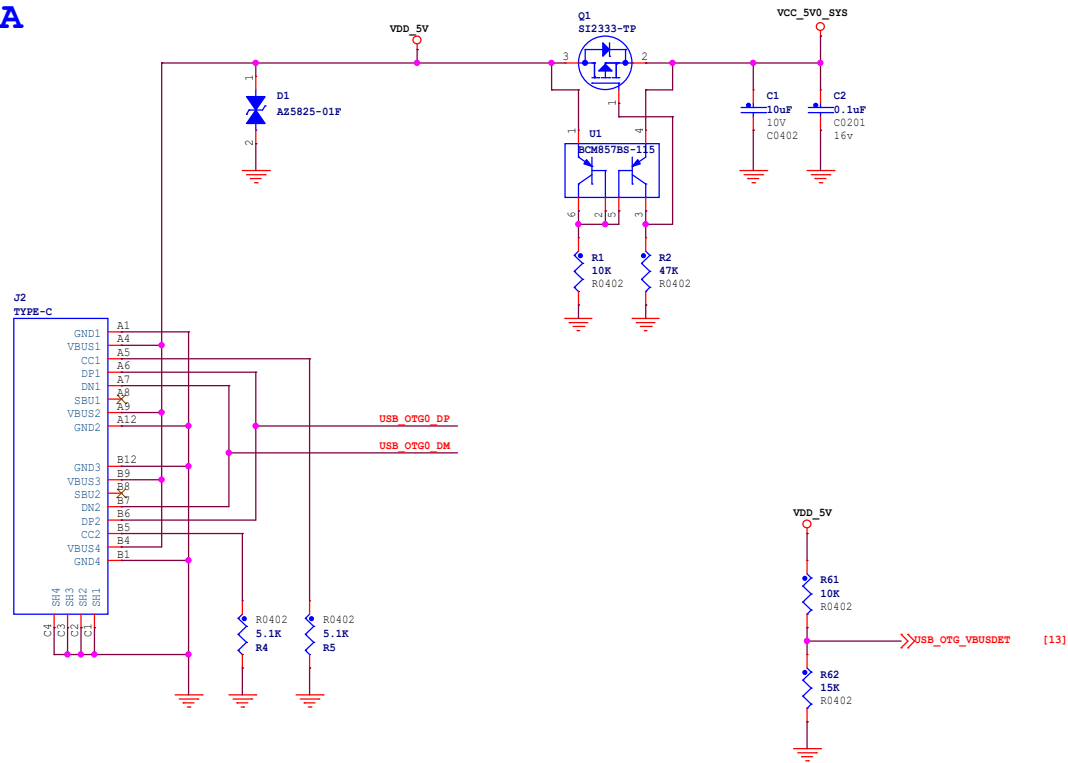 A
Q1
SI2333-TP
VCC_5V0_SYS
VDD_5V
3
2
1
D1
AZ5825-01F
2
1
C1
10uF
10V
C0402
C2
0.1uF
C0201
16v
1
4
U1
BCM857BS-115
6
2
5
3
R1
10K
R0402
R2
47K
R0402
J2
TYPE-C
GND1 A1
VBUS1 A4
CC1 A5
DP1 A6
DN1 A7
SBU1 A8
VBUS2 A9
GND2 A12
USB_OTG0_DP
USB_OTG0_DM
GND3 B12
VBUS3 B9
SBU2 B8
DN2 B7
DP2 B6
CC2 B5
VBUS4 B4
GND4 B1
SH4
SH3
SH2
SH1
C4
C3
C2
C1
R0402
5.1K
R4
R0402
5.1K
R5
VDD_5V
R61
10K
R0402
USB_OTG_VBUSDET [13]
R62
15K
R0402